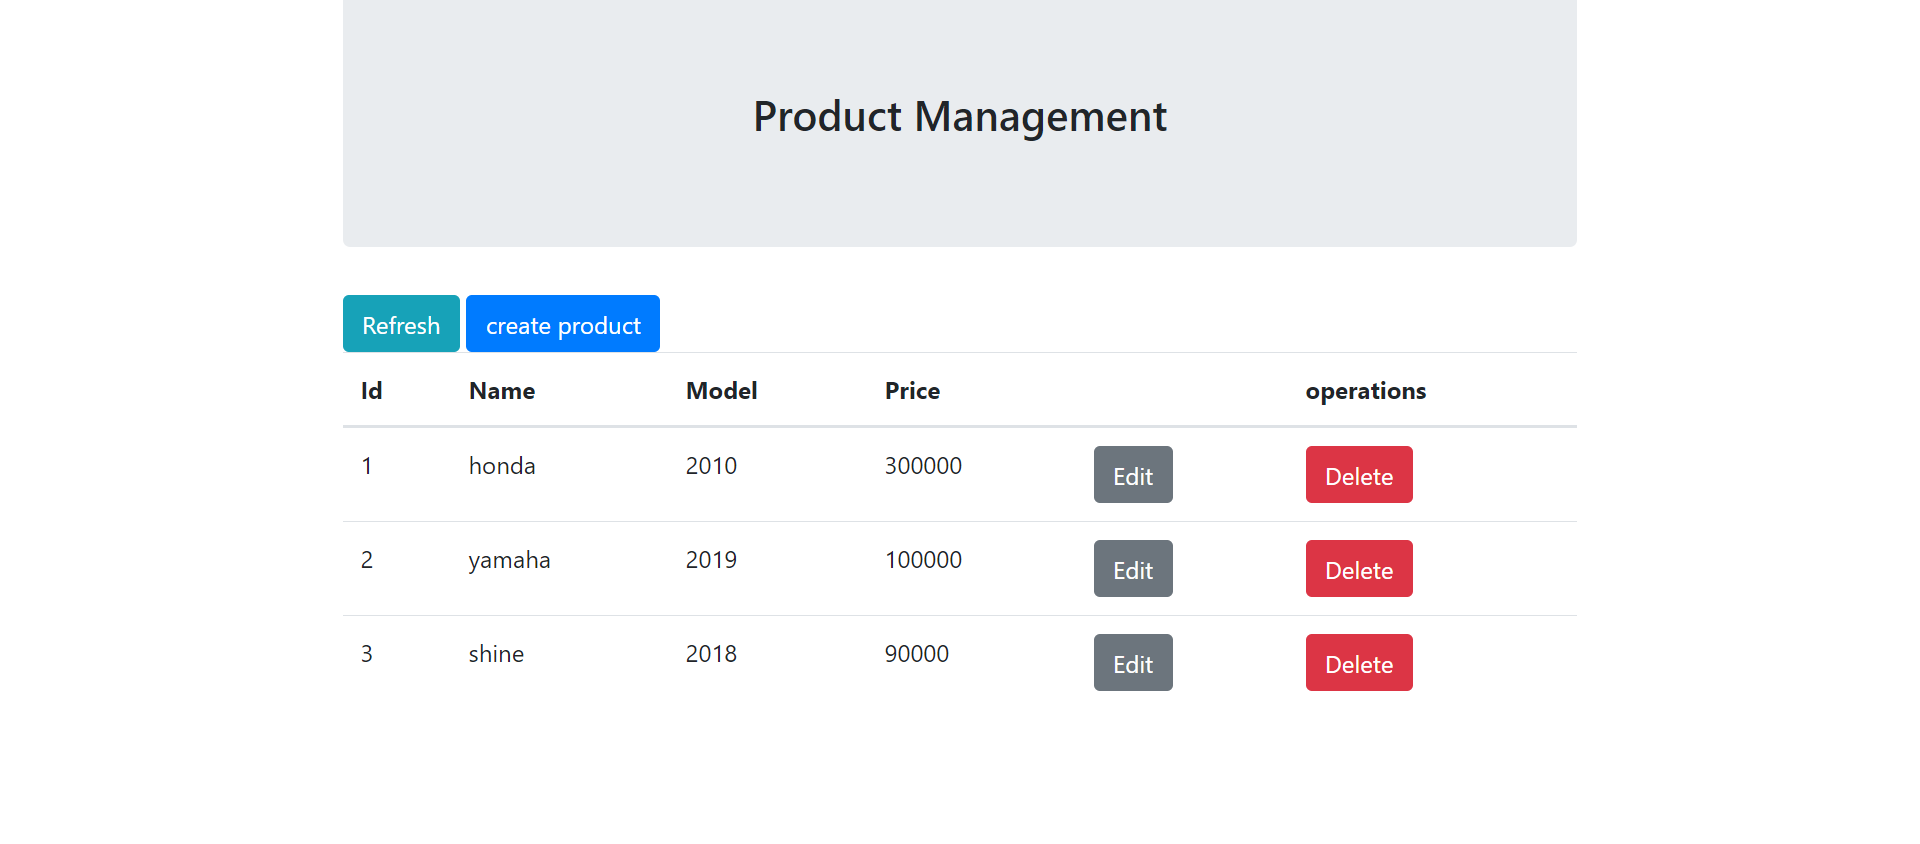 Product Management
Refresh create product
Id Name Model Price operations
1 honda 2010 300000 Edit Delete
2 yamaha 2019 100000 Edit Delete
3 shine 2018 90000 Edit Delete